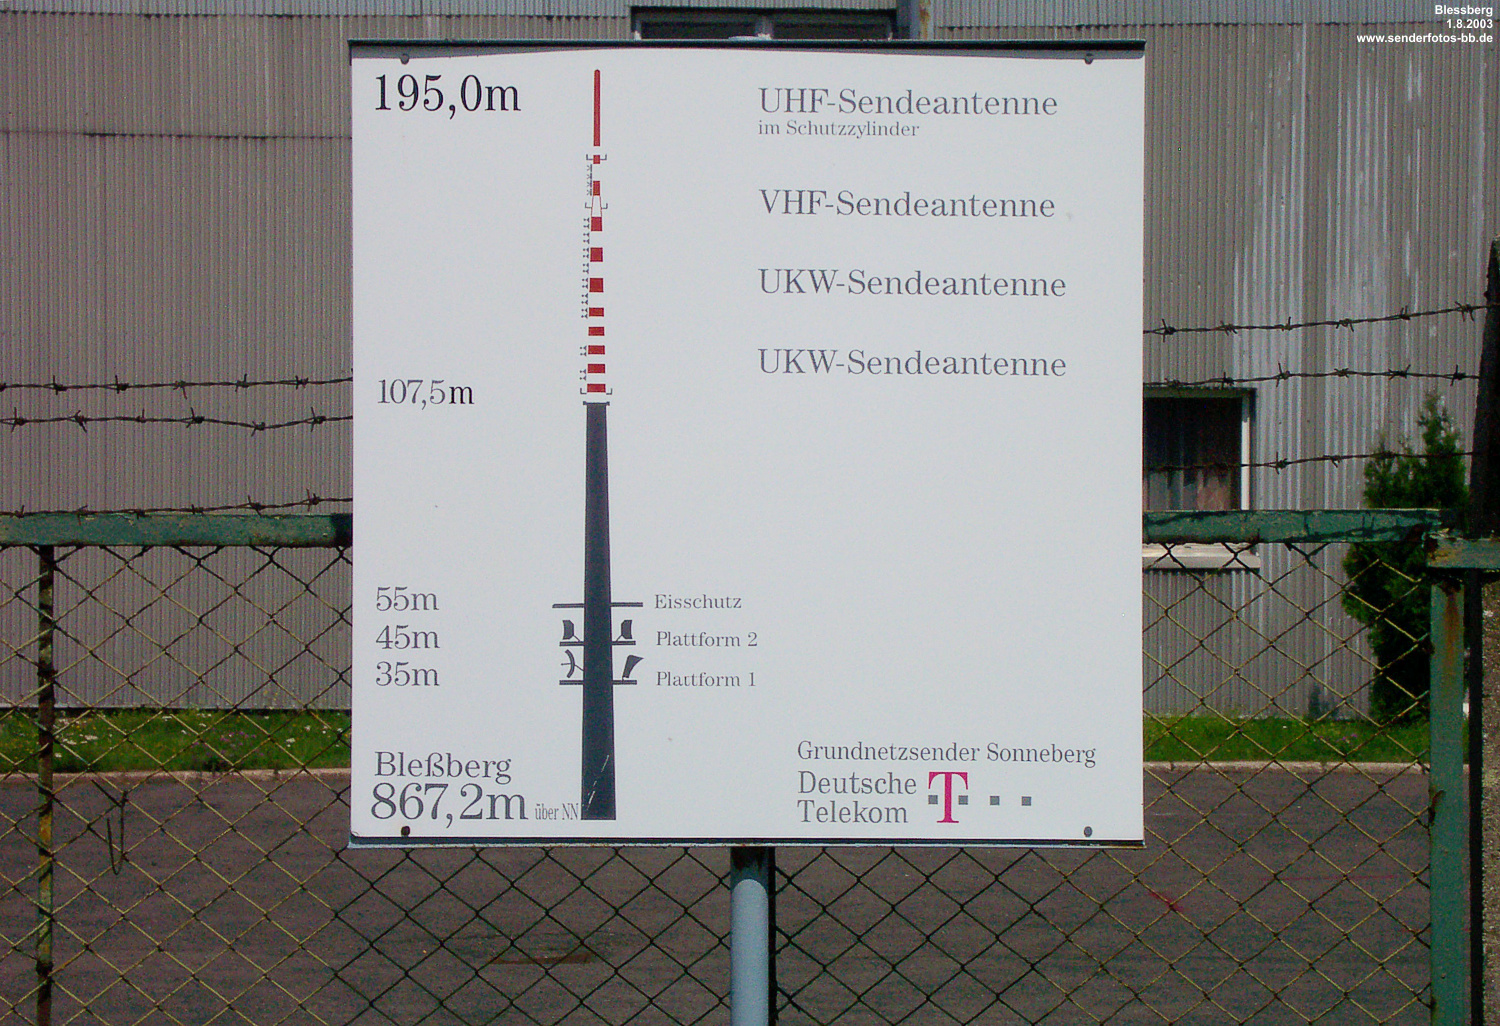 Blessberg
1.8.2003
www.senderfotos-bb.de
195,0m
UHF-Sendeantenne
im Schutzzylinder
VHF-Sendeantenne
UKW-Sendeantenne
UKW-Sendeantenne
107,5m
55m Eisschutz
45m Plattform 2
35m Plattform 1
Bleßberg
867,2m über NN
Grundnetzsender Sonneberg
Deutsche
Telekom T